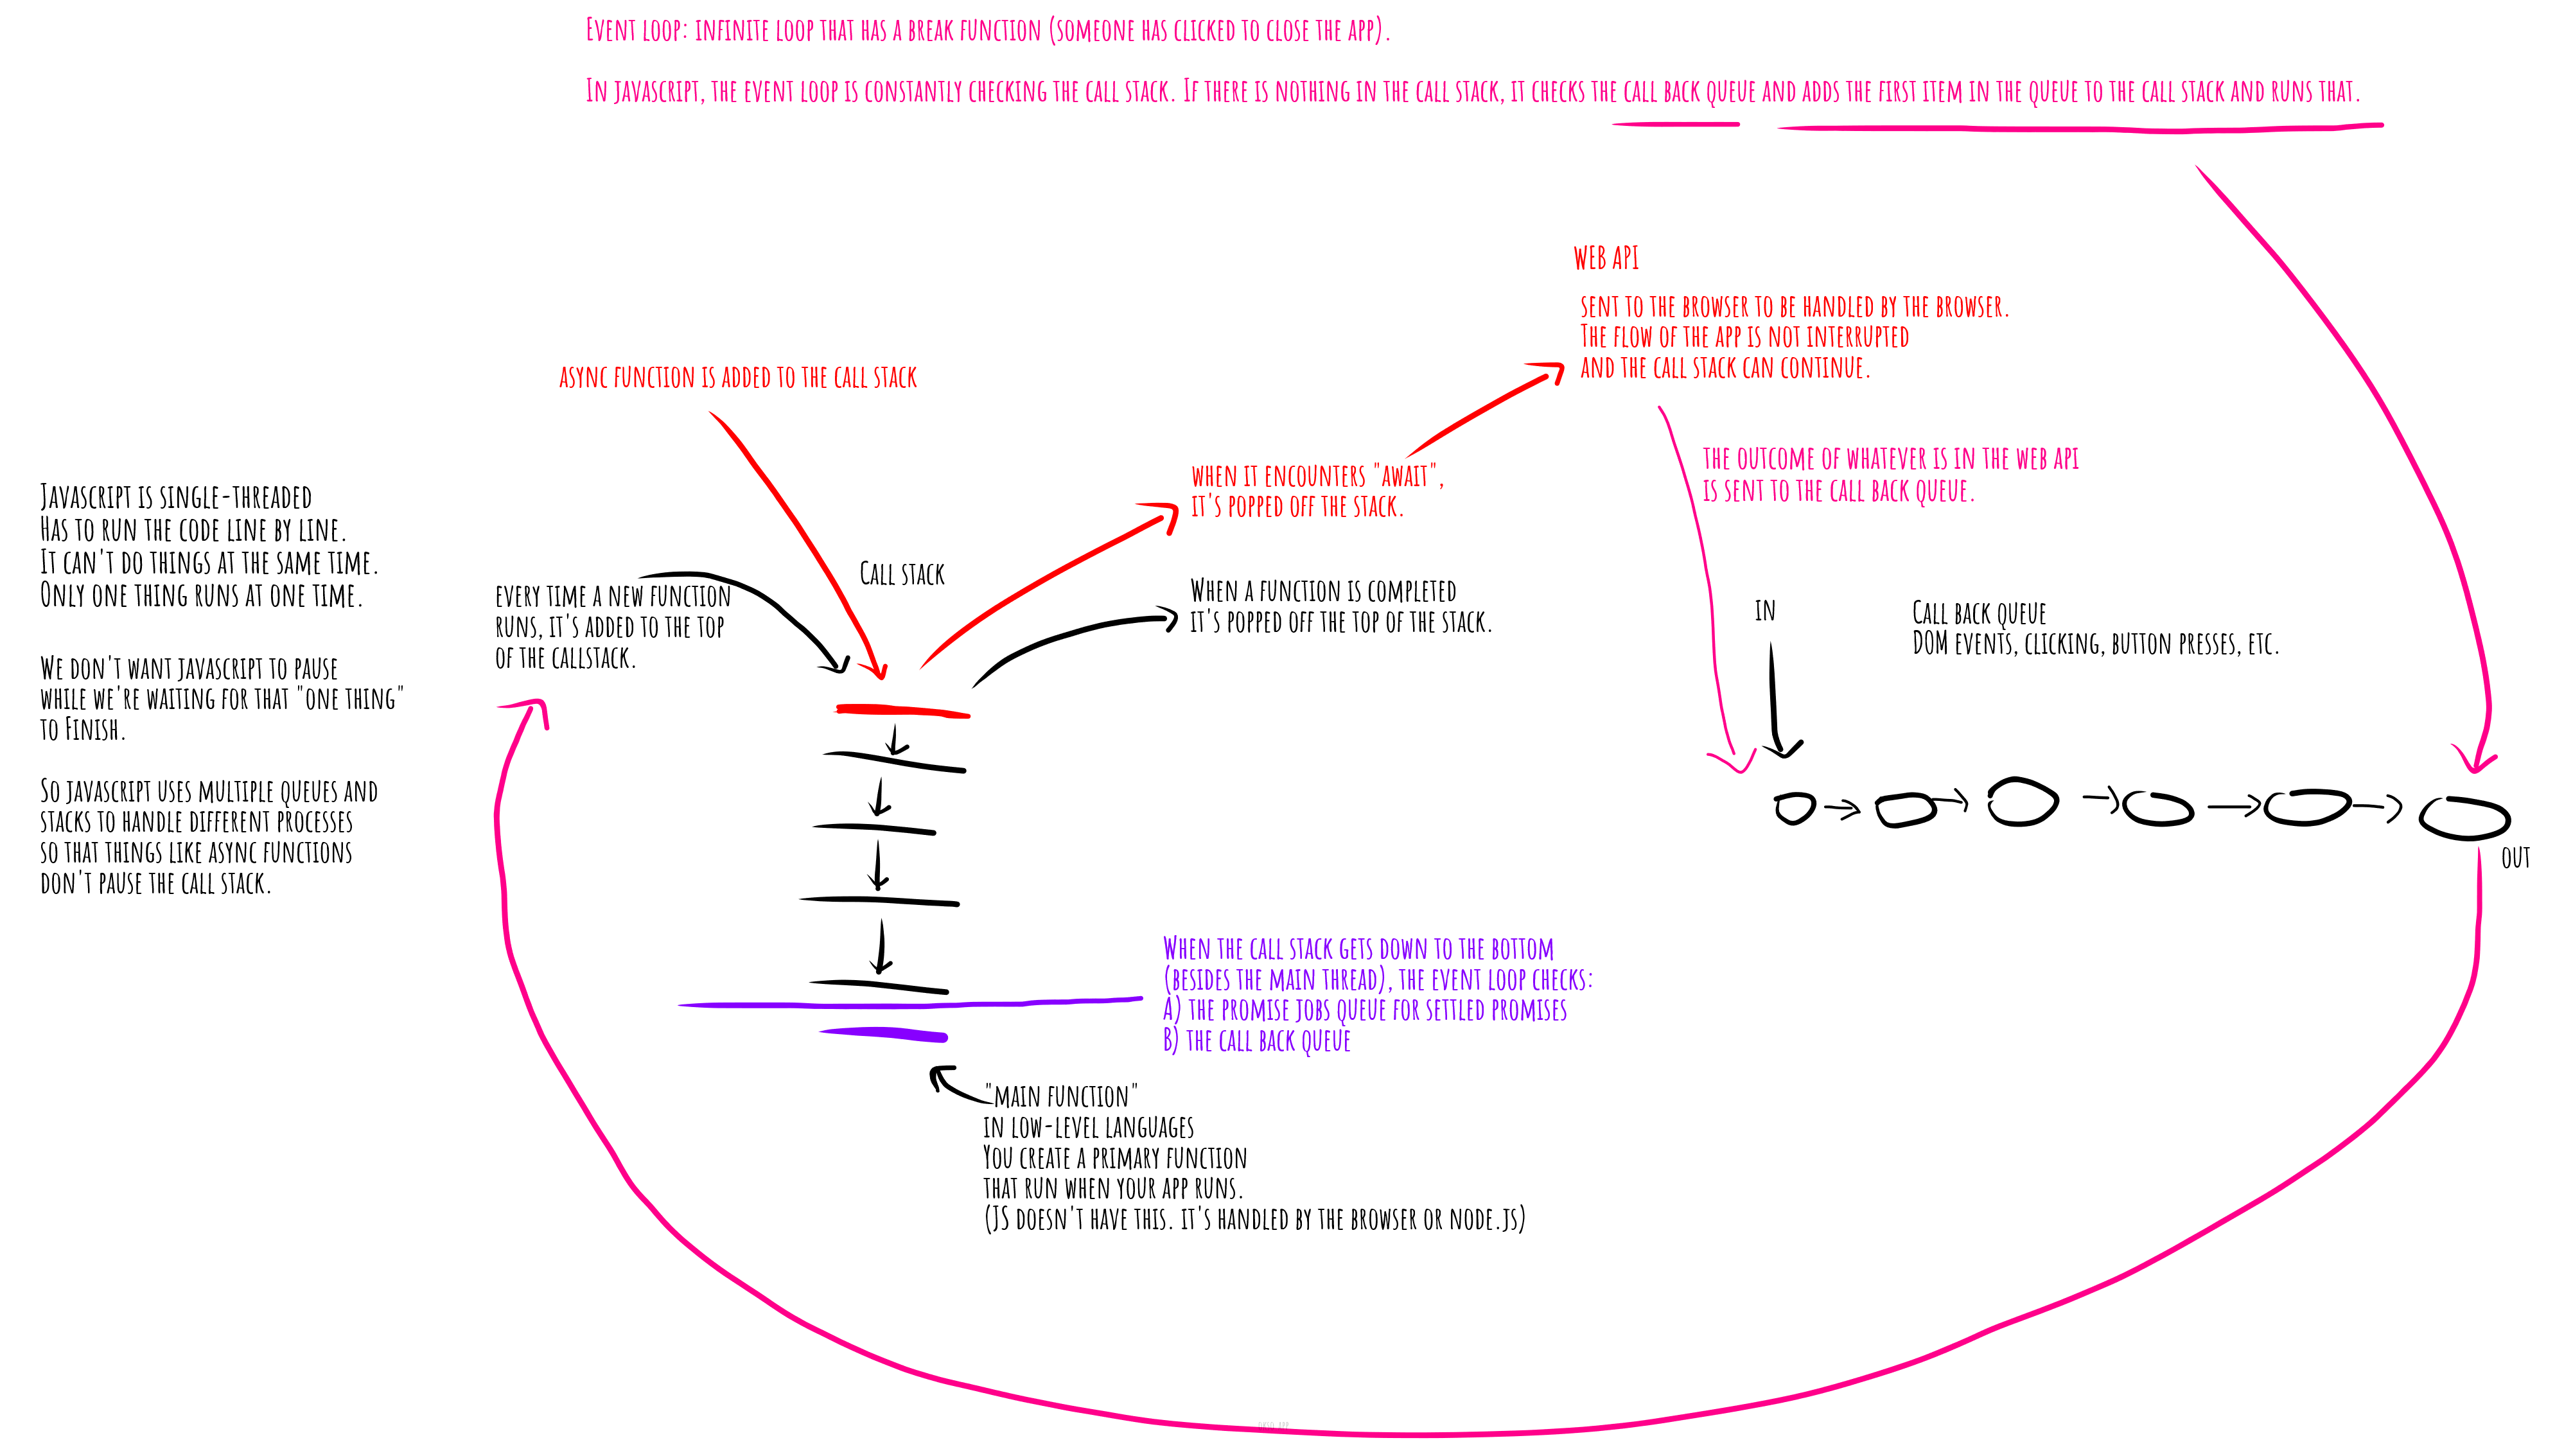 Event loop: infinite loop that has a break function (someone has clicked to close the app).
In javascript, the event loop is constantly checking the call stack. If there is nothing in the call stack, it checks the call back queue and adds the first item in the queue to the call stack and runs that.
WEB API
sent to the browser to be handled by the browser.
The flow of the app is not interrupted
and the call stack can continue.
async function is added to the call stack
when it encounters "await",
it's popped off the stack.
the outcome of whatever is in the web api
is sent to the call back queue.
Javascript is single-threaded
Has to run the code line by line.
It can't do things at the same time.
Only one thing runs at one time.
We don't want javascript to pause
while we're waiting for that "one thing"
to Finish.
So javascript uses multiple queues and
stacks to handle different processes
so that things like async functions
don't pause the call stack.
every time a new function
runs, it's added to the top
of the callstack.
Call stack
When a function is completed
it's popped off the top of the stack.
in
Call back queue
DOM events, clicking, button presses, etc.
out
When the call stack gets down to the bottom
(besides the main thread), the event loop checks:
A) the promise jobs queue for settled promises
B) the call back queue
"main function"
in low-level languages
You create a primary function
that run when your app runs.
(JS doesn't have this. it's handled by the browser or node.js)